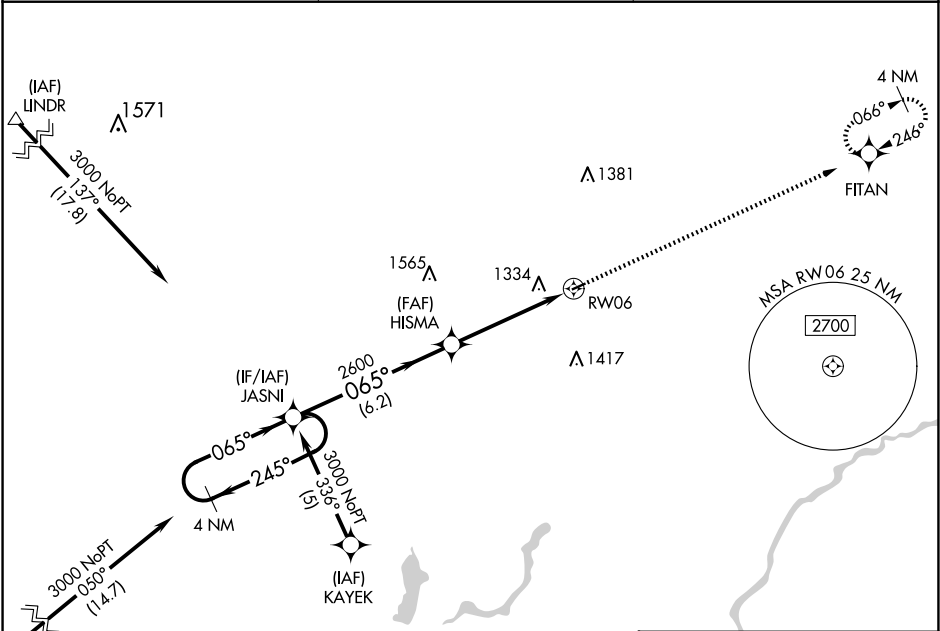 (IAF)
LINDR
1571
3000 NoPT
137°
(17.8)
4 NM
066°
246°
FITAN
1381
1565
1334
RW06
(FAF)
HISMA
1417
MSA RW06 25 NM
2700
(IF/IAF)
JASNI
2600
065°
(6.2)
065°
245°
4 NM
3000 NoPT
336°
(5)
(IAF)
KAYEK
3000 NoPT
050°
(14.7)